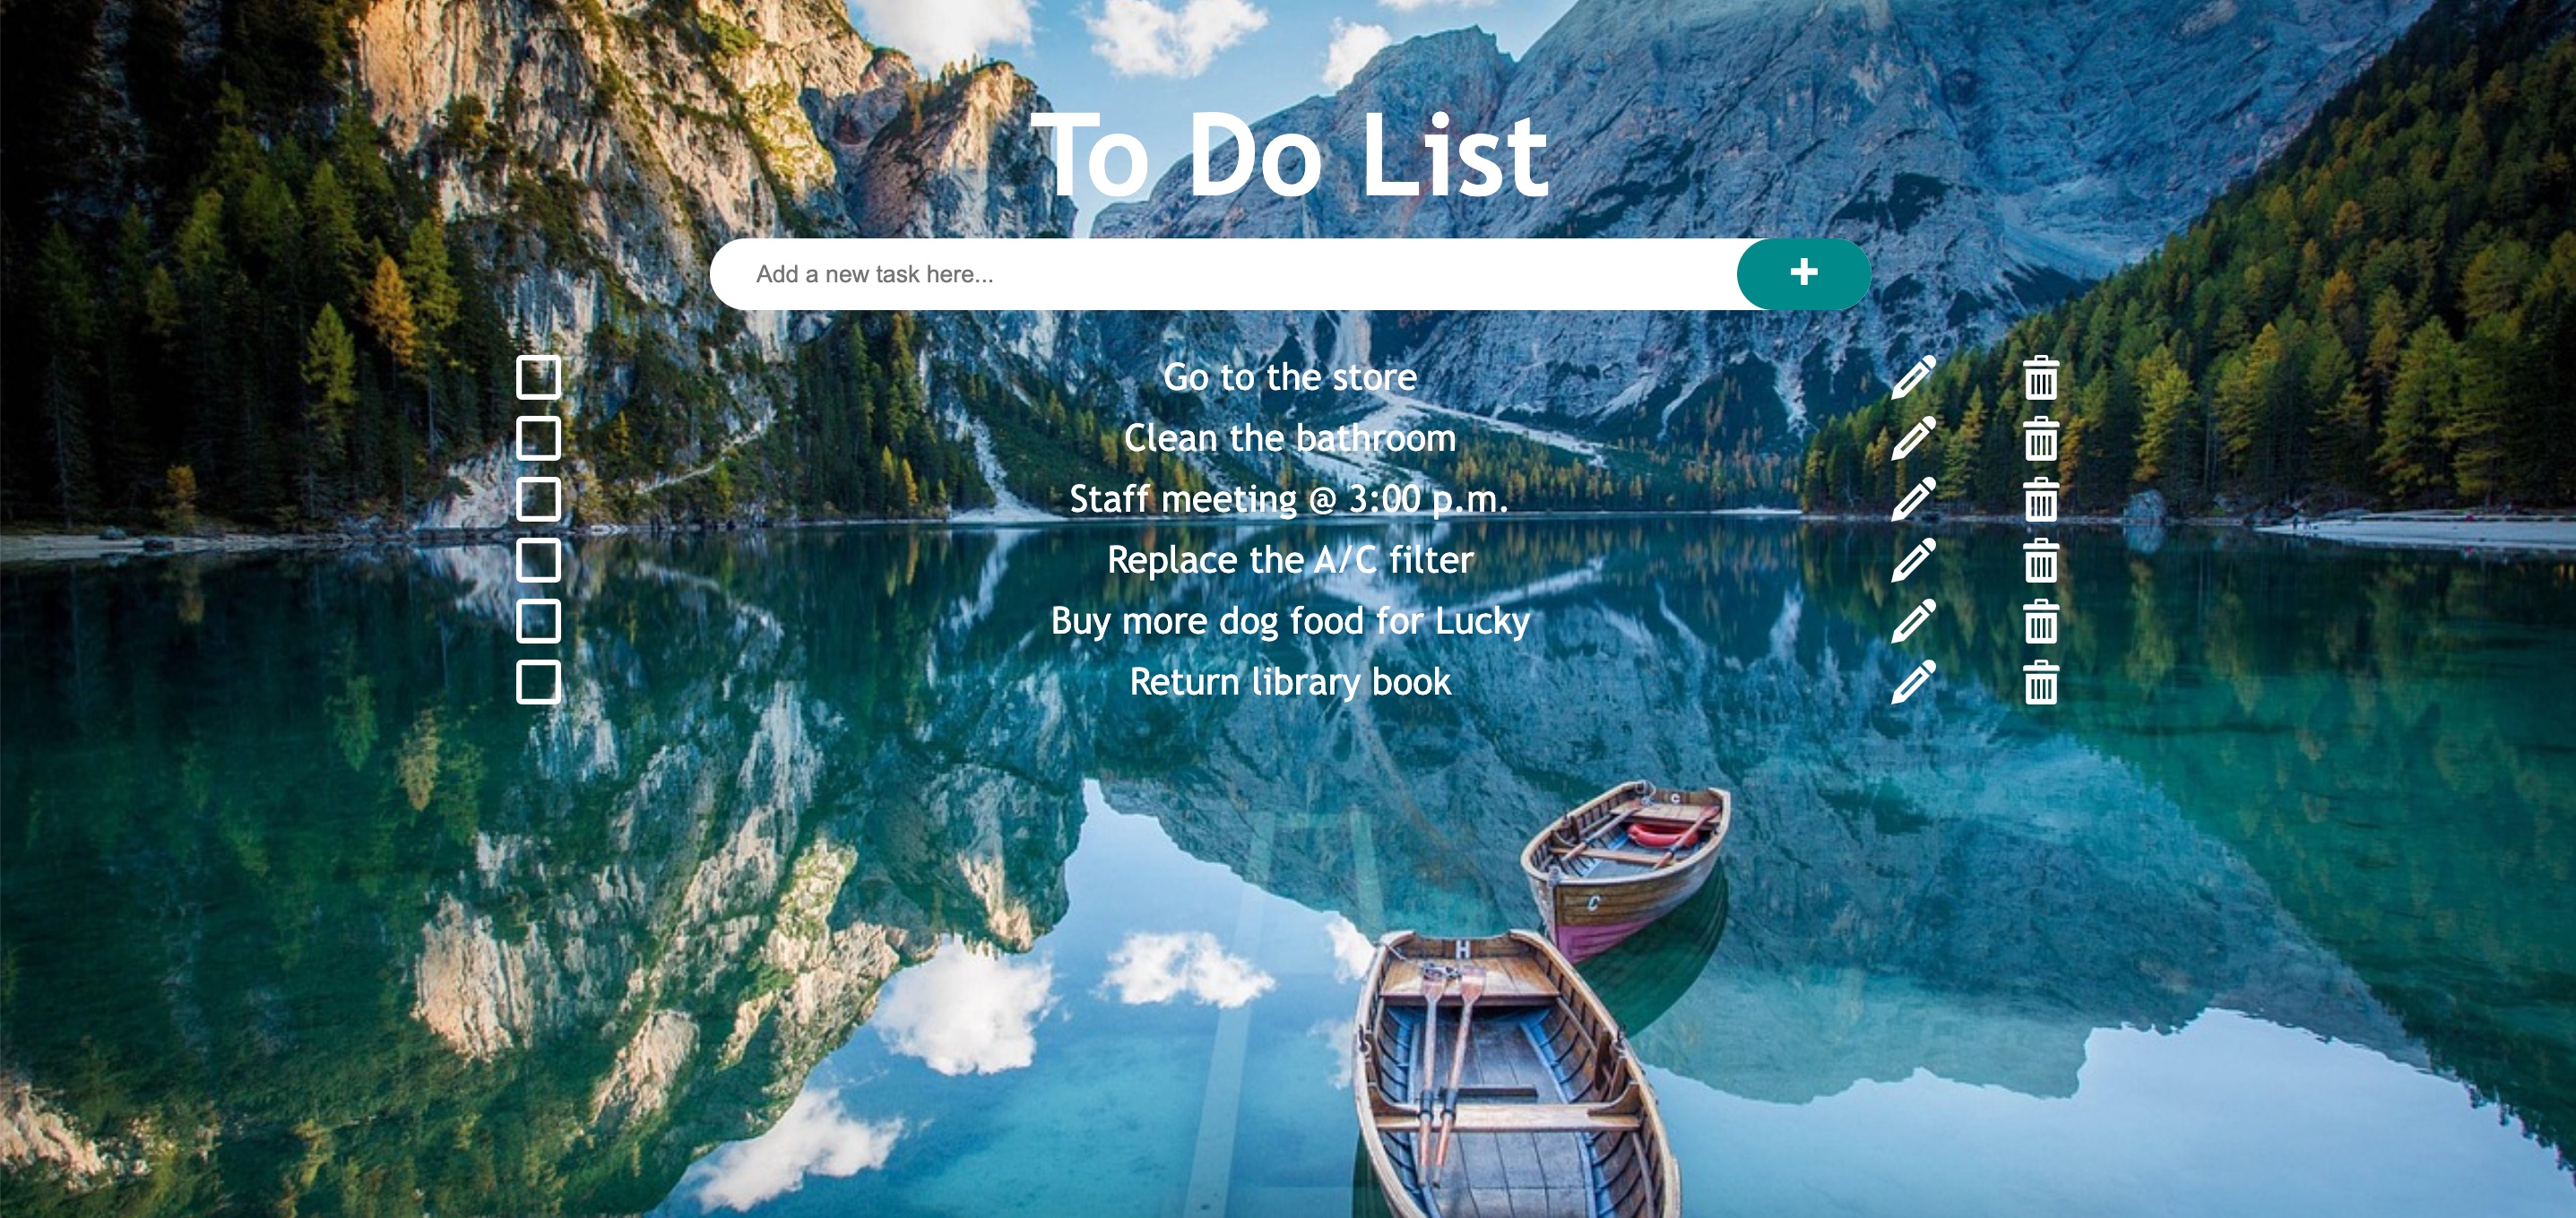 To Do List
Add a new task here...
+
Go to the store
Clean the bathroom
Staff meeting @ 3:00 p.m.
Replace the A/C filter
Buy more dog food for Lucky
Return library book
C
C
H